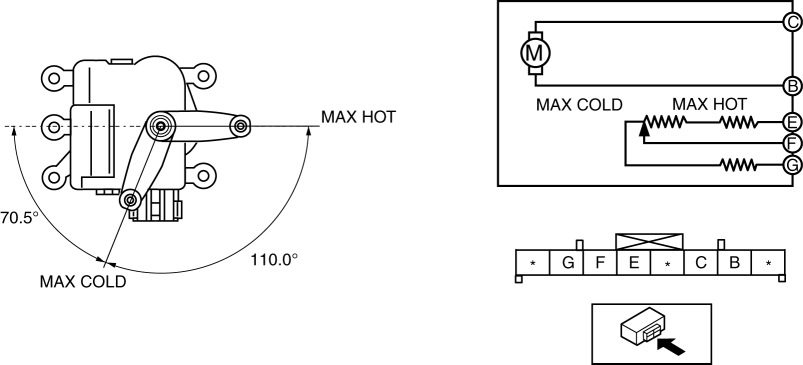 MAX HOT
70.5°
110.0°
MAX COLD
C
M
B
MAX COLD MAX HOT
E
F
G
* G F E * C B *